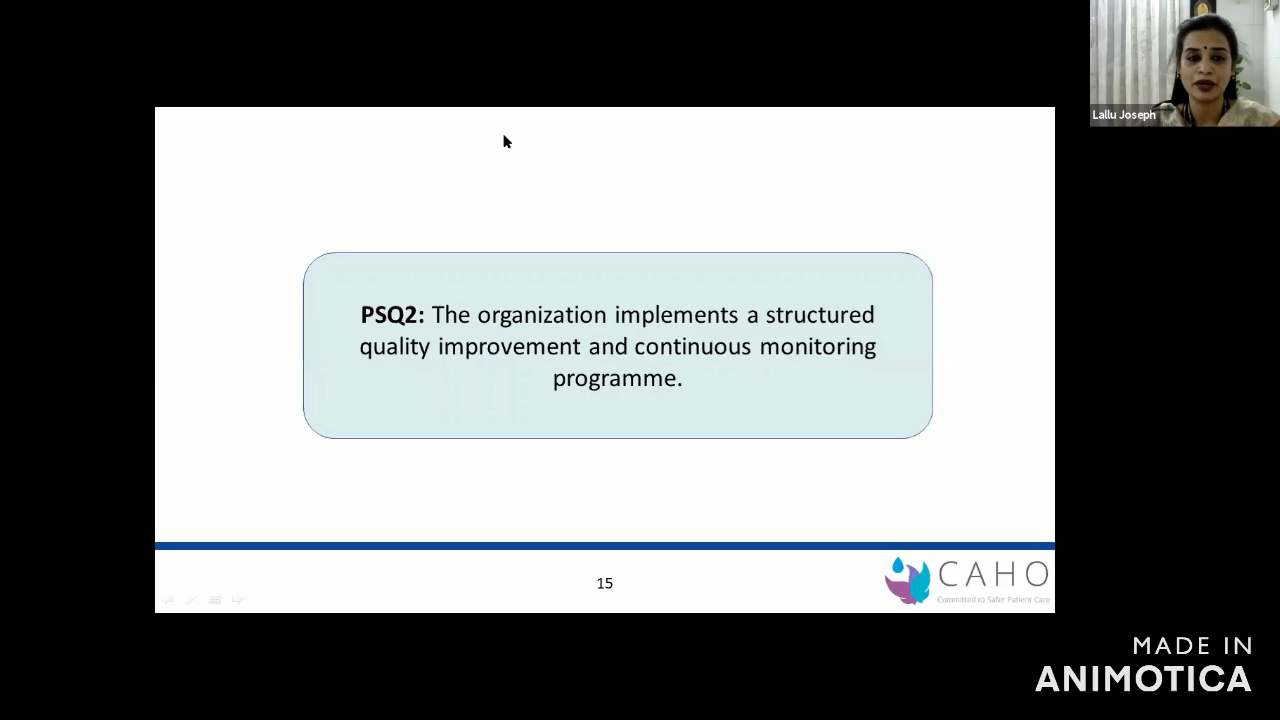 Lallu Joseph
PSQ2: The organization implements a structured
quality improvement and continuous monitoring
programme.
15
CAHO
Committed to Safer Patient Care
MADE IN
ANIMOTICA